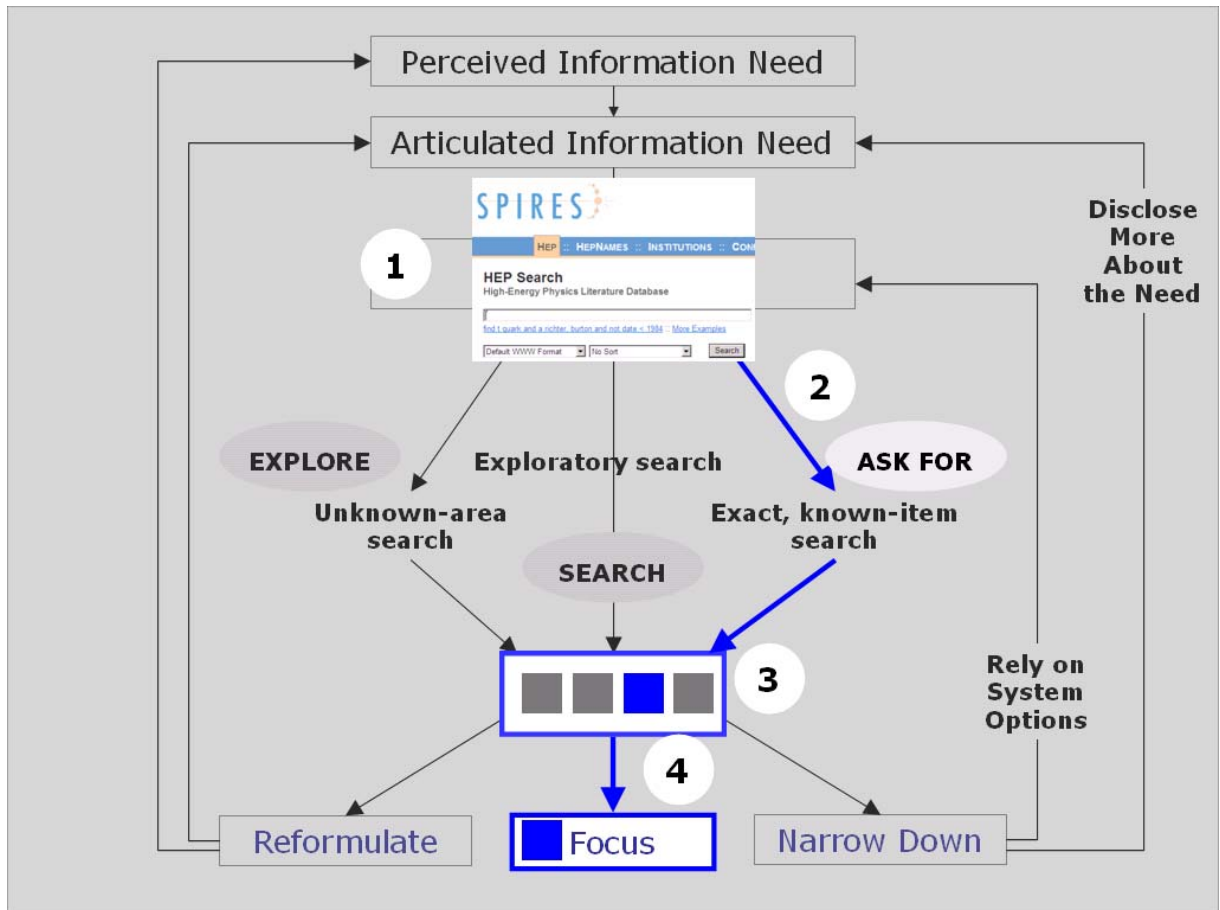 Perceived Information Need
Articulated Information Need
SPIRES
HEP :: HEPNAMES :: INSTITUTIONS :: CONF
1
HEP Search
High-Energy Physics Literature Database
find t quark and a richter, burton and not date < 1984 :: More Examples
Default WWW Format
No Sort
Search
Disclose
More
About
the Need
2
EXPLORE
Exploratory search
ASK FOR
Unknown-area
search
Exact, known-item
search
SEARCH
3
Rely on
System
Options
4
Reformulate
Focus
Narrow Down